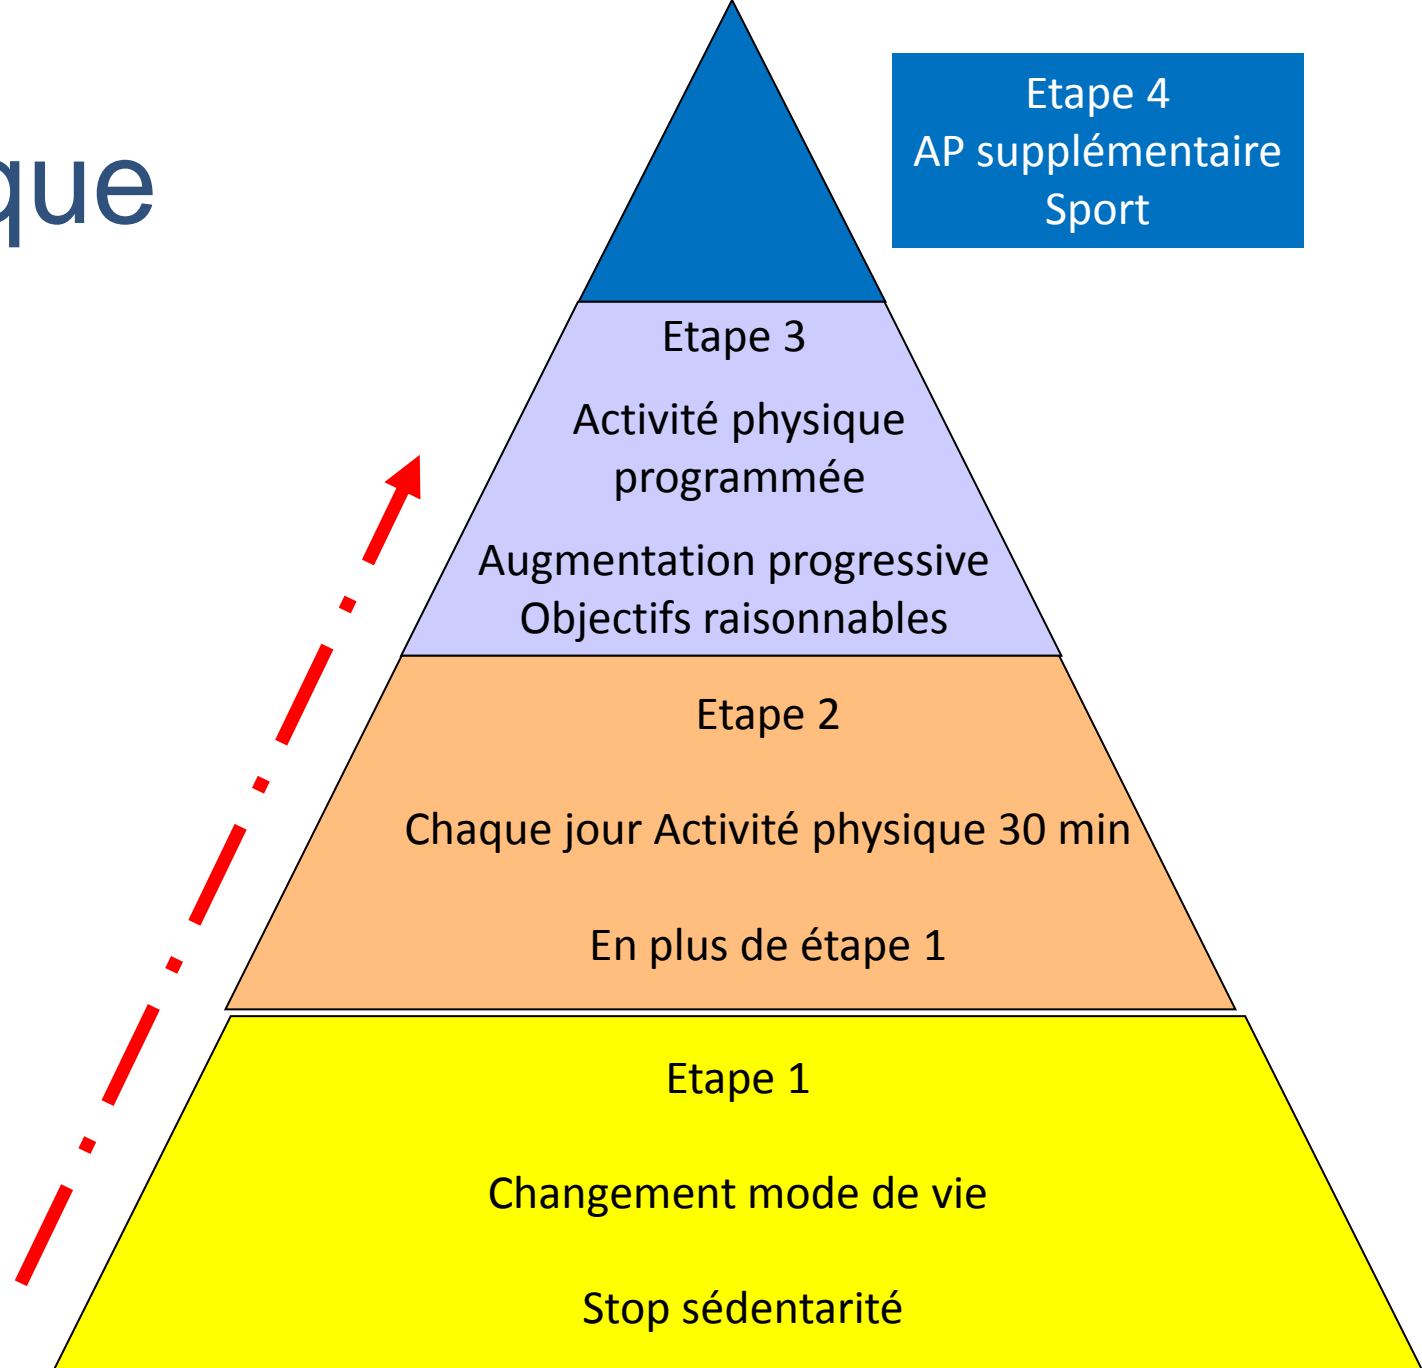 que
Etape 4
AP supplémentaire
Sport
Etape 3
Activité physique
programmée
Augmentation progressive
Objectifs raisonnables
Etape 2
Chaque jour Activité physique 30 min
En plus de étape 1
Etape 1
Changement mode de vie
Stop sédentarité